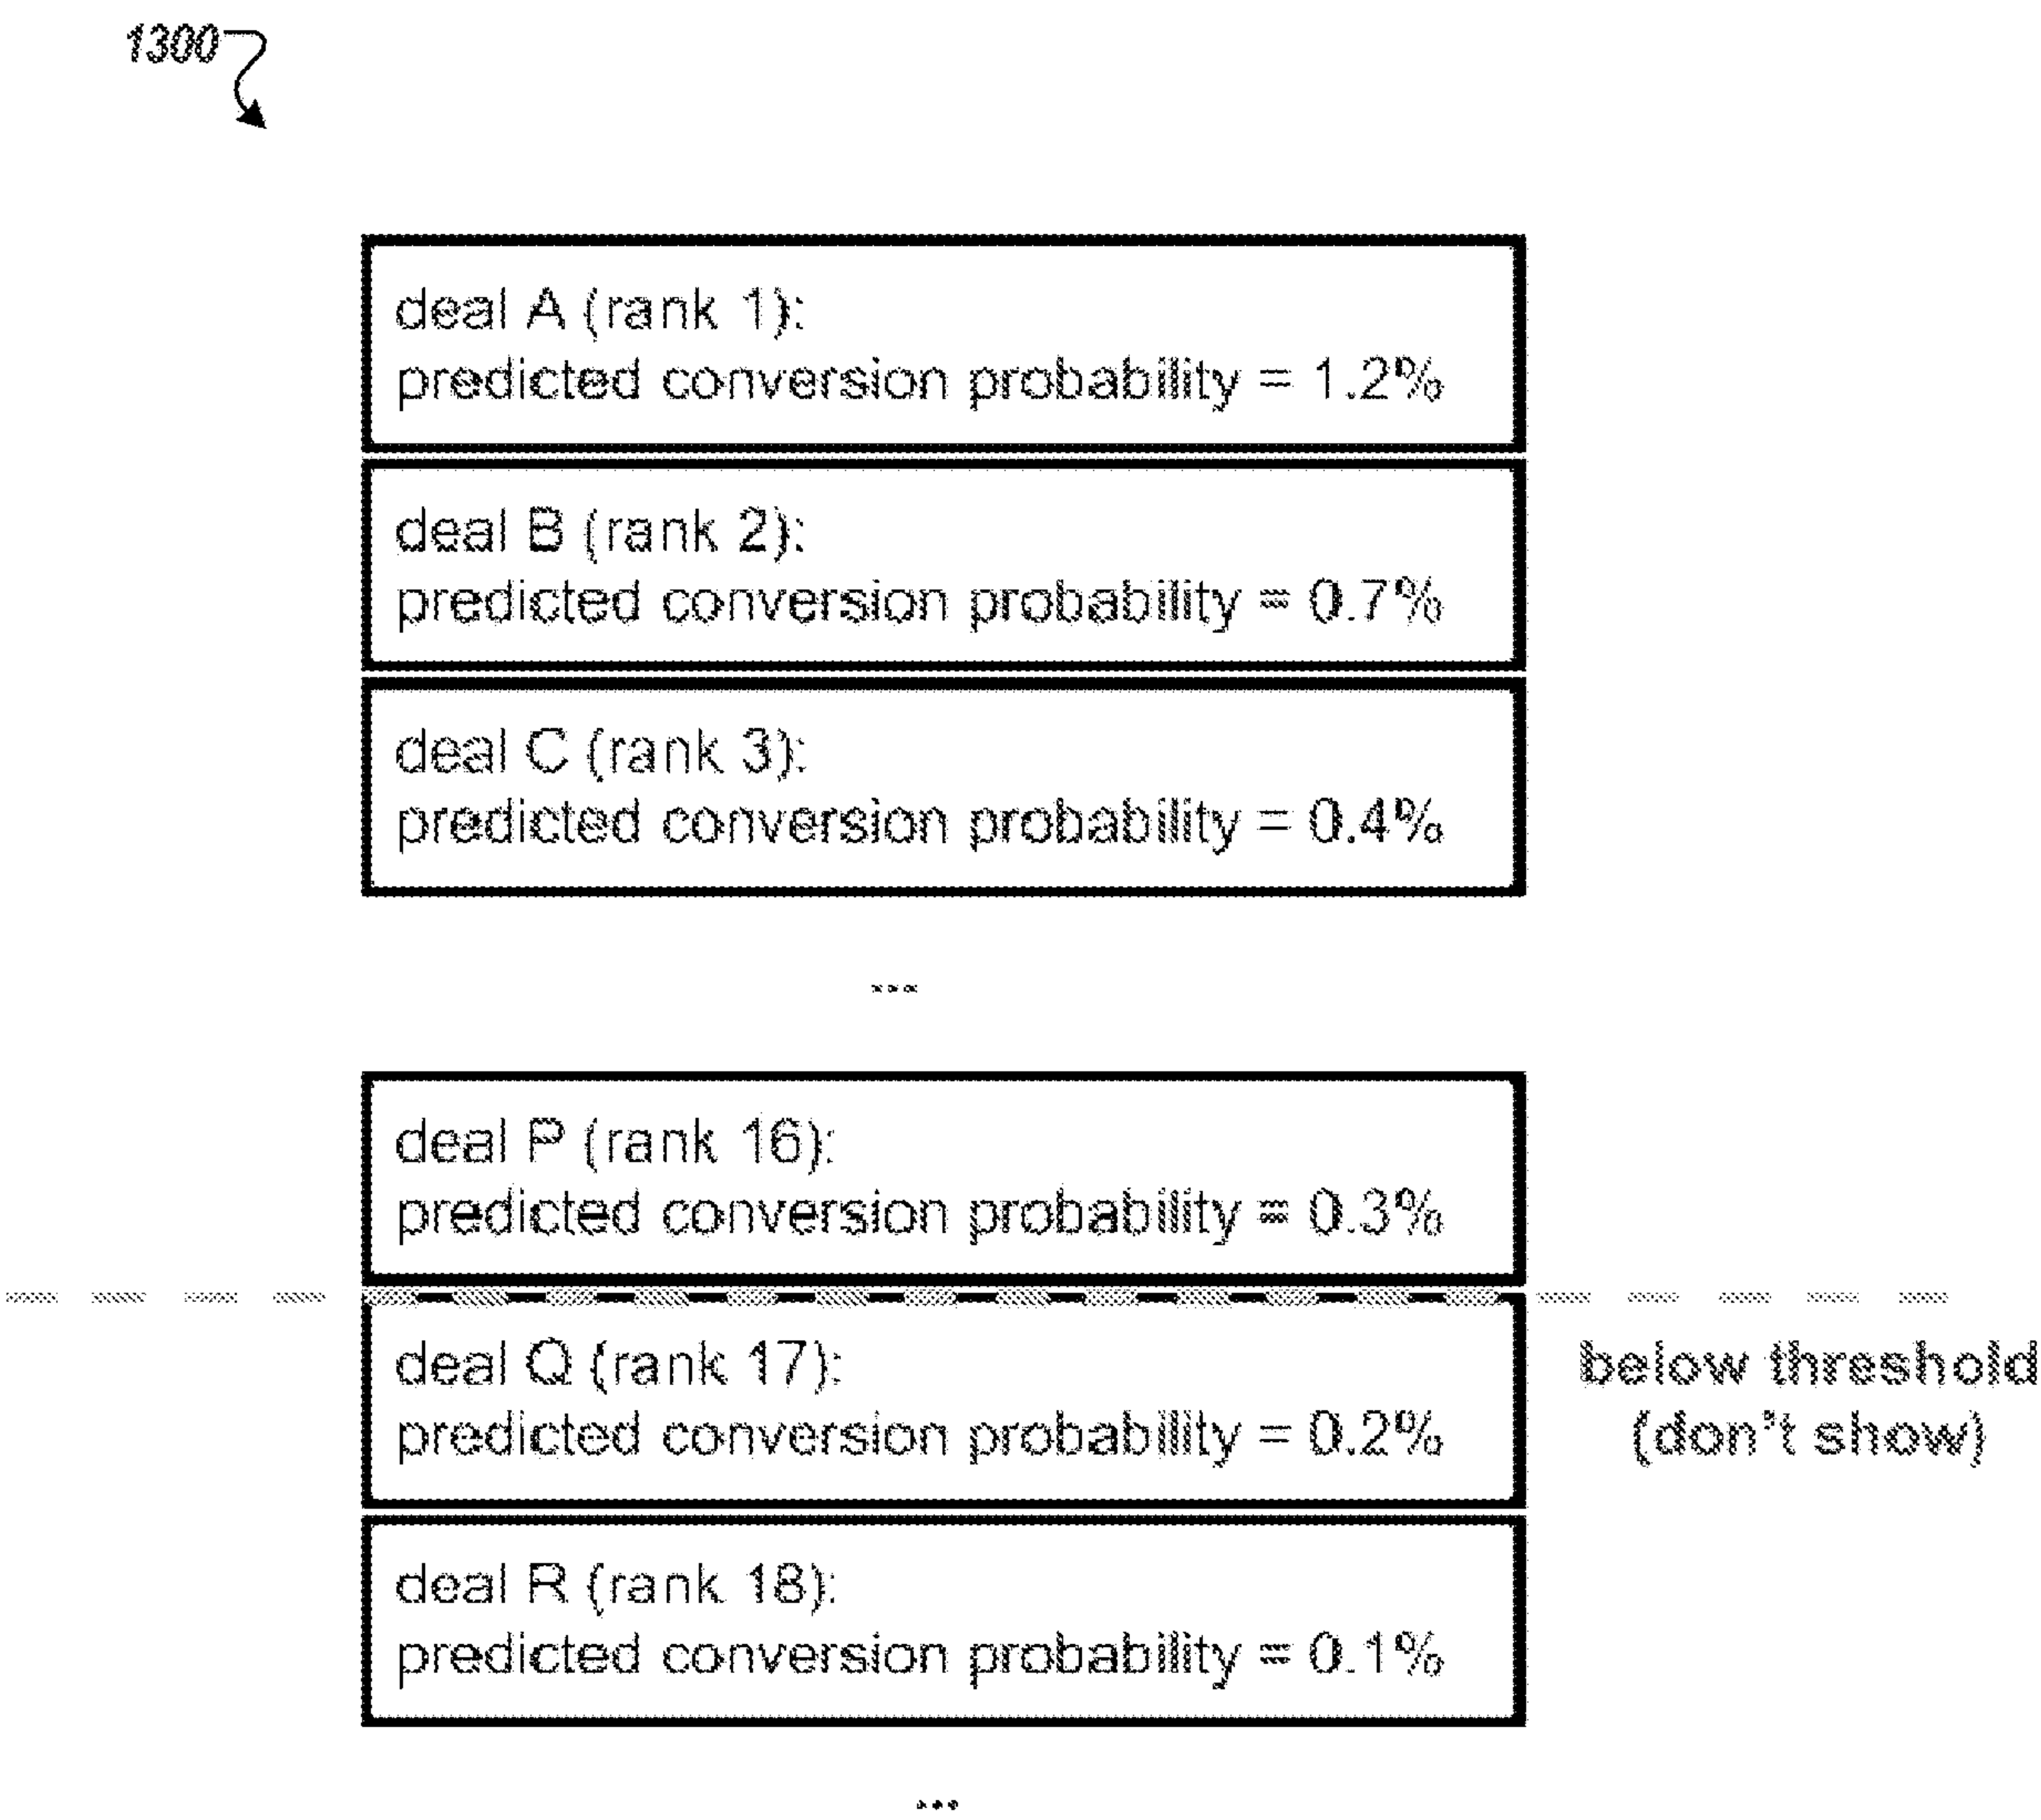 1300
deal A (rank 1):
predicted conversion probability = 1.2%
deal B (rank 2):
predicted conversion probability = 0.7%
deal C (rank 3):
predicted conversion probability = 0.4%
...
deal P (rank 16):
predicted conversion probability = 0.3%
deal Q (rank 17):
predicted conversion probability = 0.2%
below threshold
(don't show)
deal R (rank 18):
predicted conversion probability = 0.1%
...